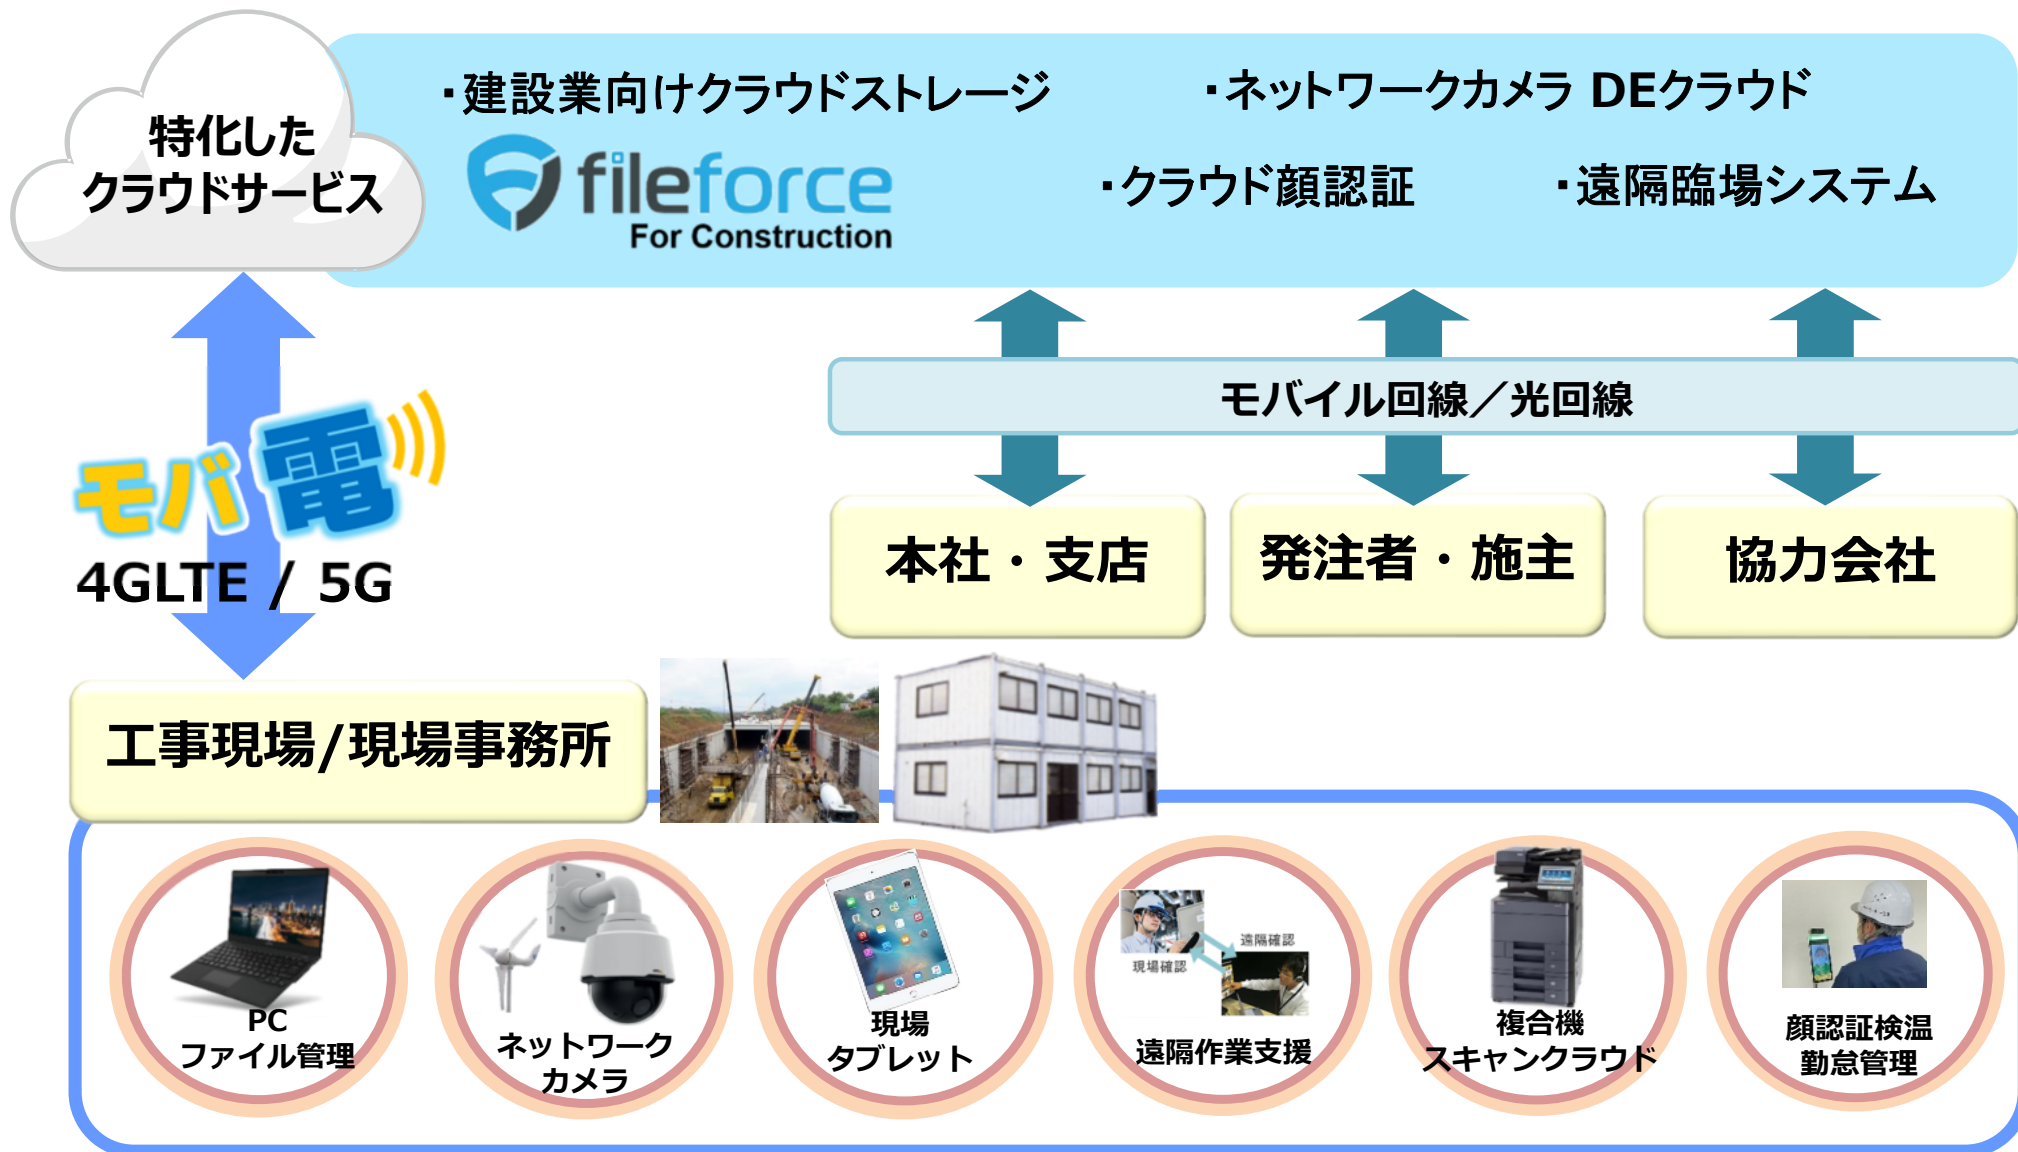 特化した
クラウドサービス
・建設業向けクラウドストレージ
・ネットワークカメラ DEクラウド
fileforce
For Construction
・クラウド顔認証
・遠隔臨場システム
モバイル回線／光回線
モバ電
4GLTE / 5G
本社・支店
発注者・施主
協力会社
工事現場/現場事務所
PC
ファイル管理
ネットワーク
カメラ
現場
タブレット
遠隔確認
現場確認
遠隔作業支援
複合機
スキャンクラウド
顔認証検温
勤怠管理